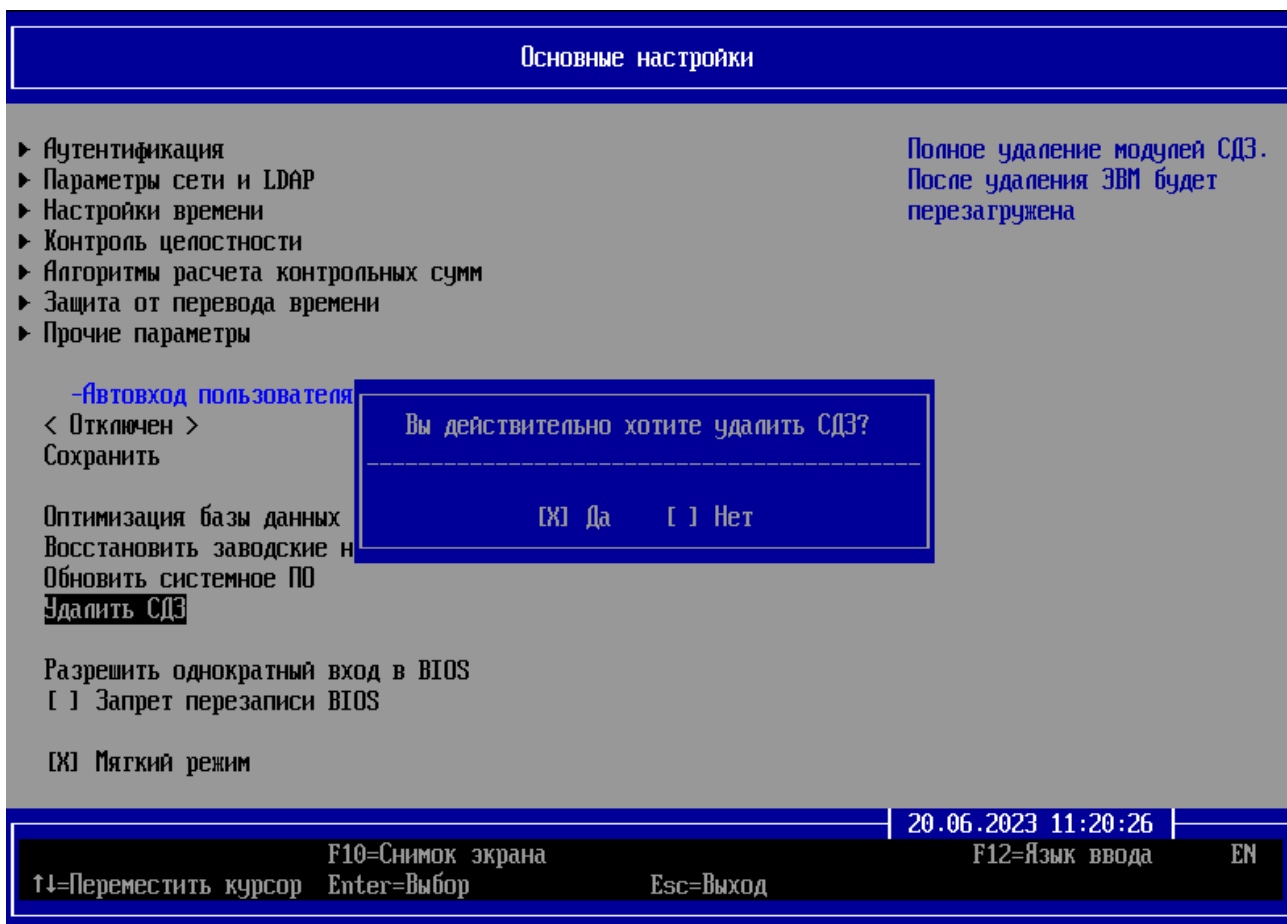 Основные настройки
▶ Аутентификация
▶ Параметры сети и LDAP
▶ Настройки времени
▶ Контроль целостности
▶ Алгоритмы расчета контрольных сумм
▶ Защита от перевода времени
▶ Прочие параметры
Полное удаление модулей СДЗ.
После удаления ЭВМ будет
перезагружена
-Автовход пользователя
< Отключен >
Сохранить
Оптимизация базы данных
Восстановить заводские н
Обновить системное ПО
Удалить СДЗ
Вы действительно хотите удалить СДЗ?
[X] Да [ ] Нет
Разрешить однократный вход в BIOS
[ ] Запрет перезаписи BIOS
[X] Мягкий режим
20.06.2023 11:20:26
F10=Снимок экрана F12=Язык ввода EN
↑↓=Переместить курсор Enter=Выбор Esc=Выход